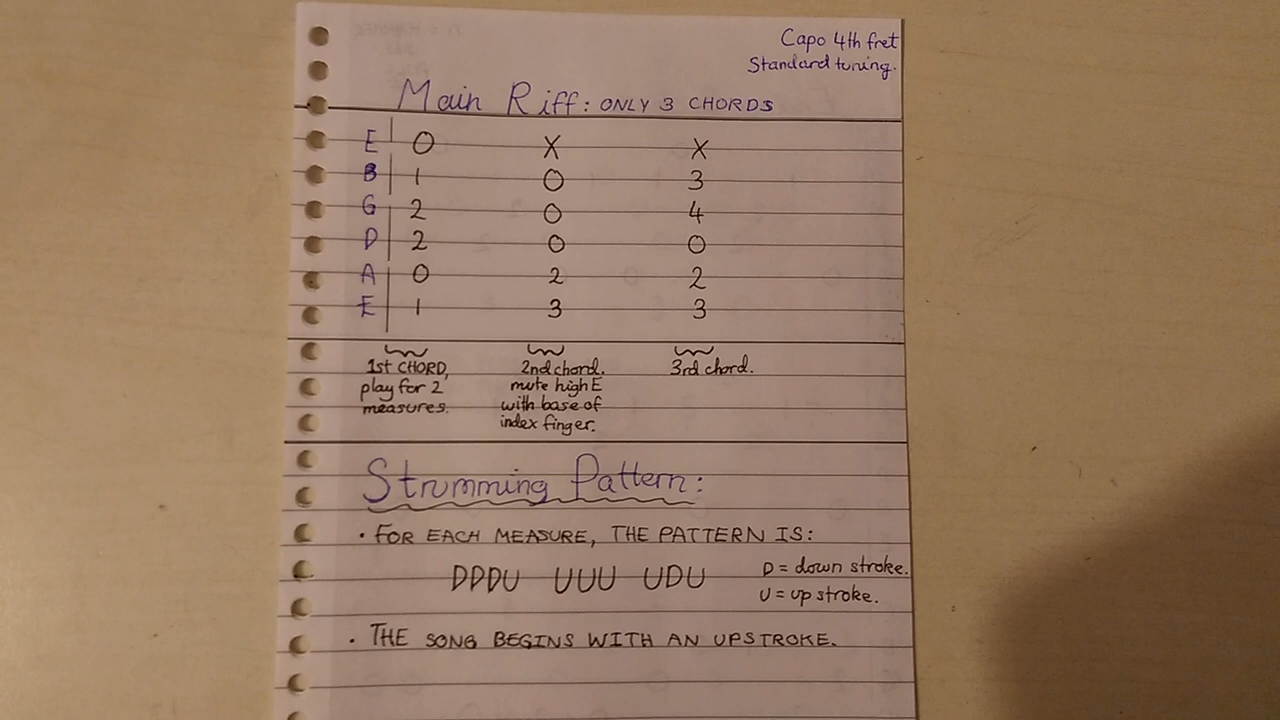 Capo 4th fret
Standard tuning.
Main Riff: ONLY 3 CHORDS
E 0 X X
B 1 0 3
G 2 0 4
D 2 0 0
A 0 2 2
E 1 3 3
1st CHORD, play for 2 measures.
2nd chord. mute high E with base of index finger.
3rd chord.
Strumming Pattern:
• FOR EACH MEASURE, THE PATTERN IS:
DDDU UUU UDU
D = down stroke.
U = up stroke.
• THE SONG BEGINS WITH AN UPSTROKE.